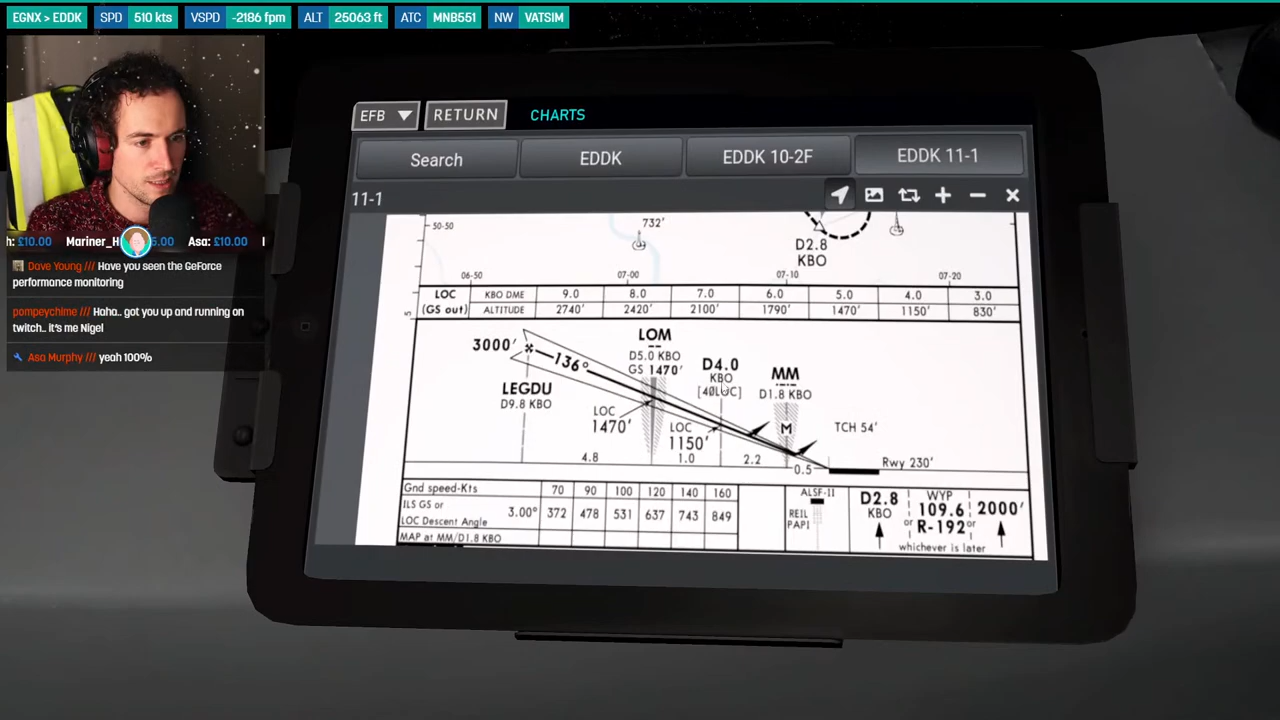 EGNX > EDDK SPD 510 kts VSPD -2186 fpm ALT 25063 ft ATC MNB551 NW VATSIM
h: £10.00 Mariner_H 5.00 Asa: £10.00
Dave Young /// Have you seen the GeForce
performance monitoring
pompeychime /// Haha.. got you up and running on
twitch.. it's me Nigel
Asa Murphy /// yeah 100%
EFB RETURN CHARTS
Search EDDK EDDK 10-2F EDDK 11-1
11-1
50-50
732'
D2.8
KBO
06-50 07-00 07-10 07-20
LOC KBO DME 9.0 8.0 7.0 6.0 5.0 4.0 3.0
(GS out) ALTITUDE 2740' 2420' 2100' 1790' 1470' 1150' 830'
3000' 136°
LEGDU
D9.8 KBO
LOM
D5.0 KBO
GS 1470'
D4.0
KBO
[40LOC]
MM
D1.8 KBO
M
LOC
1470'
LOC
1150'
TCH 54'
4.8 1.0 2.2 0.5
Rwy 230'
Gnd speed-Kts 70 90 100 120 140 160
ILS GS or
LOC Descent Angle 3.00° 372 478 531 637 743 849
MAP at MM/D1.8 KBO
ALSF-II
REIL
PAPI
D2.8
KBO
or
WYP
109.6
R-192
or
2000'
whichever is later